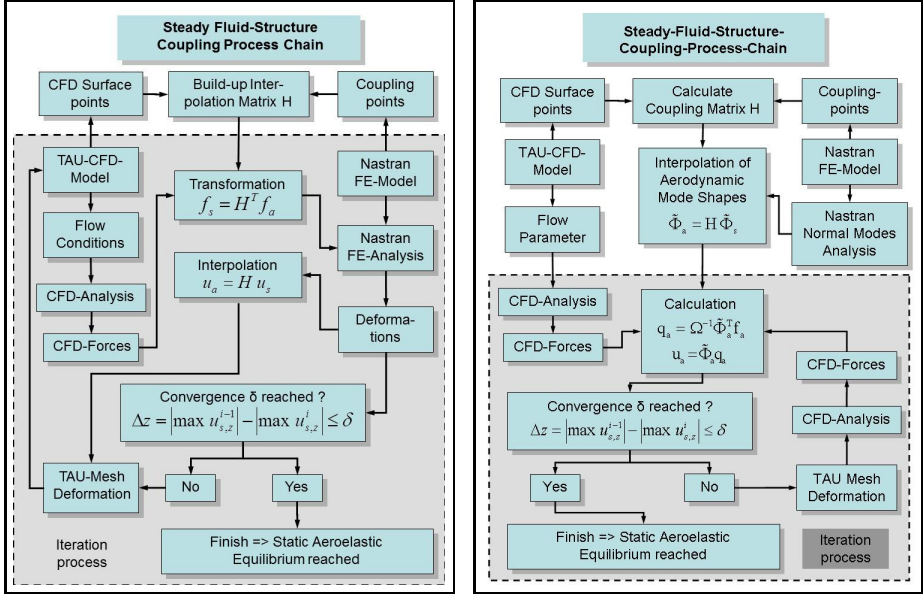 Steady Fluid-Structure
Coupling Process Chain
CFD Surface
points
Build-up Inter-
polation Matrix H
Coupling
points
TAU-CFD-
Model
Nastran
FE-Model
Transformation
f_s = H^T f_a
Flow
Conditions
Nastran
FE-Analysis
Interpolation
u_a = H u_s
CFD-Analysis
Deforma-
tions
CFD-Forces
Convergence δ reached ?
Δz = |max u_{s,z}^{i-1}| − |max u_{s,z}^{i}| ≤ δ
TAU-Mesh
Deformation
No
Yes
Iteration
process
Finish => Static Aeroelastic
Equilibrium reached
Steady-Fluid-Structure-
Coupling-Process-Chain
CFD Surface
points
Calculate
Coupling Matrix H
Coupling-
points
TAU-CFD-
Model
Interpolation of
Aerodynamic
Mode Shapes
Φ̃_a = H Φ̃_s
Nastran
FE-Model
Flow
Parameter
Nastran
Normal Modes
Analysis
CFD-Analysis
Calculation
q_a = Ω^{-1} Φ̃_a^T f_a
u_a = Φ̃_a q_a
CFD-Forces
CFD-Forces
Convergence δ reached ?
Δz = |max u_{s,z}^{i-1}| − |max u_{s,z}^{i}| ≤ δ
CFD-Analysis
Yes
No
TAU Mesh
Deformation
Finish => Static Aeroelastic
Equilibrium reached
Iteration
process